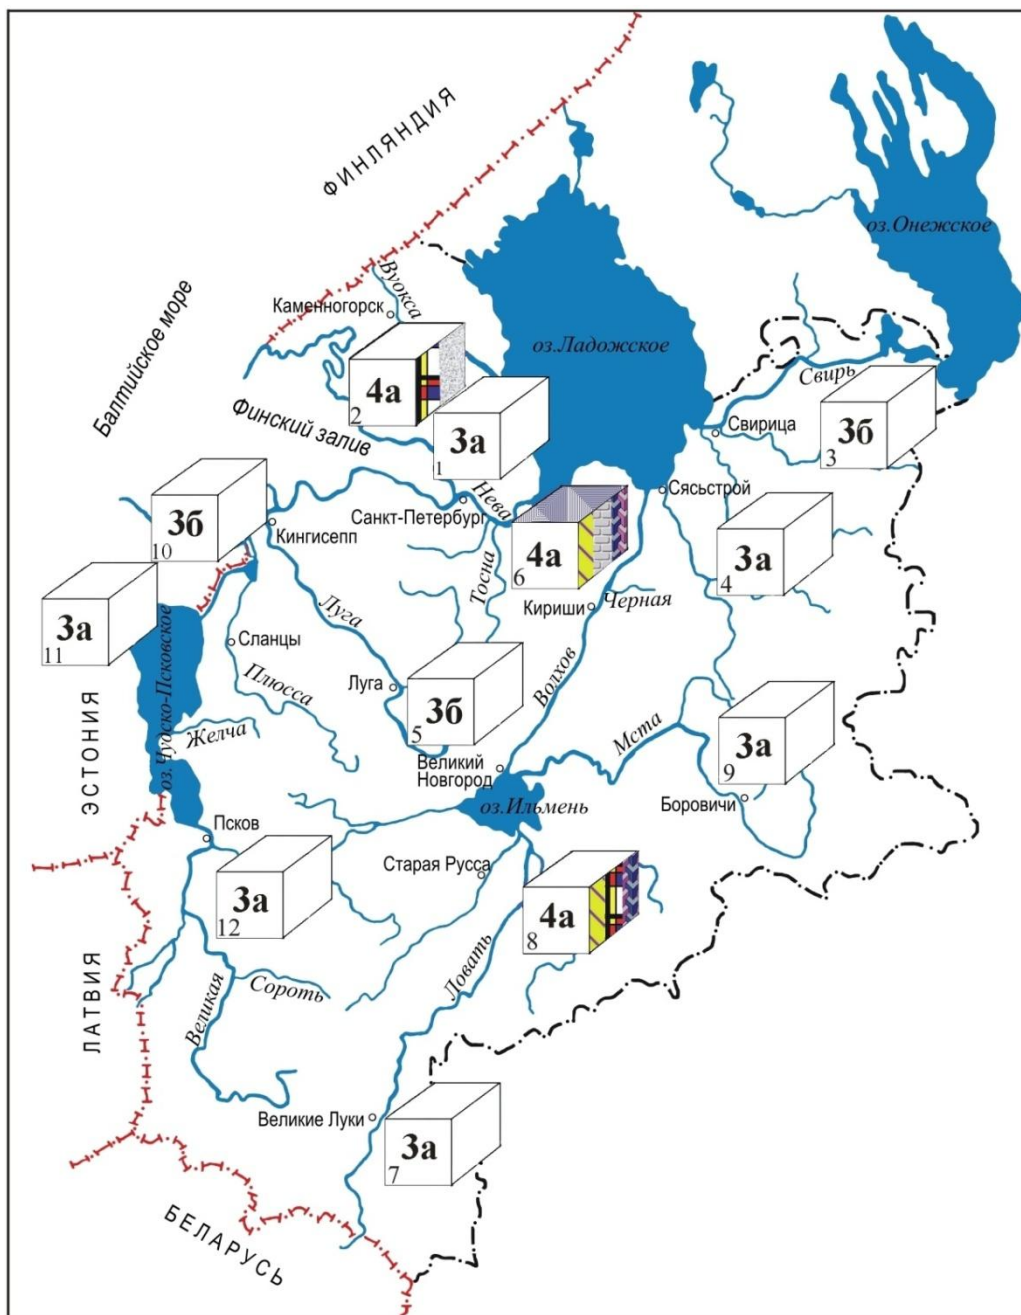 ФИНЛЯНДИЯ
оз.Онежское
Вуокса
Каменногорск
Балтийское море
оз.Ладожское
4а
2
Свирь
Финский залив
3а
1
Свирица
3б
3
3б
10
Сясьстрой
Нева
Санкт-Петербург
Кингисепп
4а
6
3а
4
Тосна
Кириши
Черная
3а
11
Луга
Сланцы
Волхов
Плюсса
Луга
3б
5
Мста
3а
9
оз.Чудско-Псковское
Желча
ЭСТОНИЯ
Великий
Новгород
оз.Ильмень
Боровичи
Псков
Старая Русса
3а
12
4а
8
Ловать
ЛАТВИЯ
Великая
Сороть
Великие Луки
3а
7
БЕЛАРУСЬ